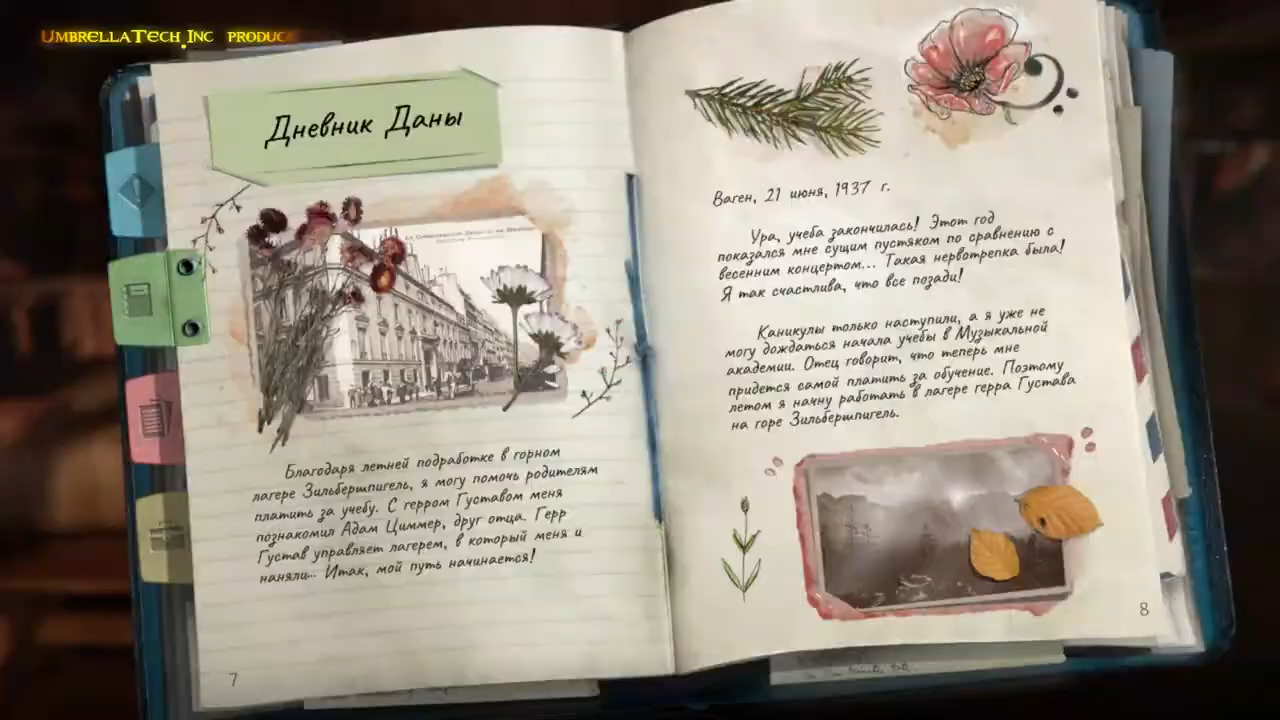 UmbrellaTech.Inc produce
Дневник Даны
Благодаря летней подработке в горном
лагере Зильбершпигель, я могу помочь родителям
платить за учебу. С герром Густавом меня
познакомил Адам Циммер, друг отца. Герр
Густав управляет лагерем, в который меня и
наняли... Итак, мой путь начинается!
7
Ваген, 21 июня, 1937 г.
Ура, учеба закончилась! Этот год
показался мне сущим пустяком по сравнению с
весенним концертом... Такая нервотрепка была!
Я так счастлива, что все позади!
Каникулы только наступили, а я уже не
могу дождаться начала учебы в Музыкальной
академии. Отец говорит, что теперь мне
придется самой платить за обучение. Поэтому
летом я начну работать в лагере герра Густава
на горе Зильбершпигель.
8